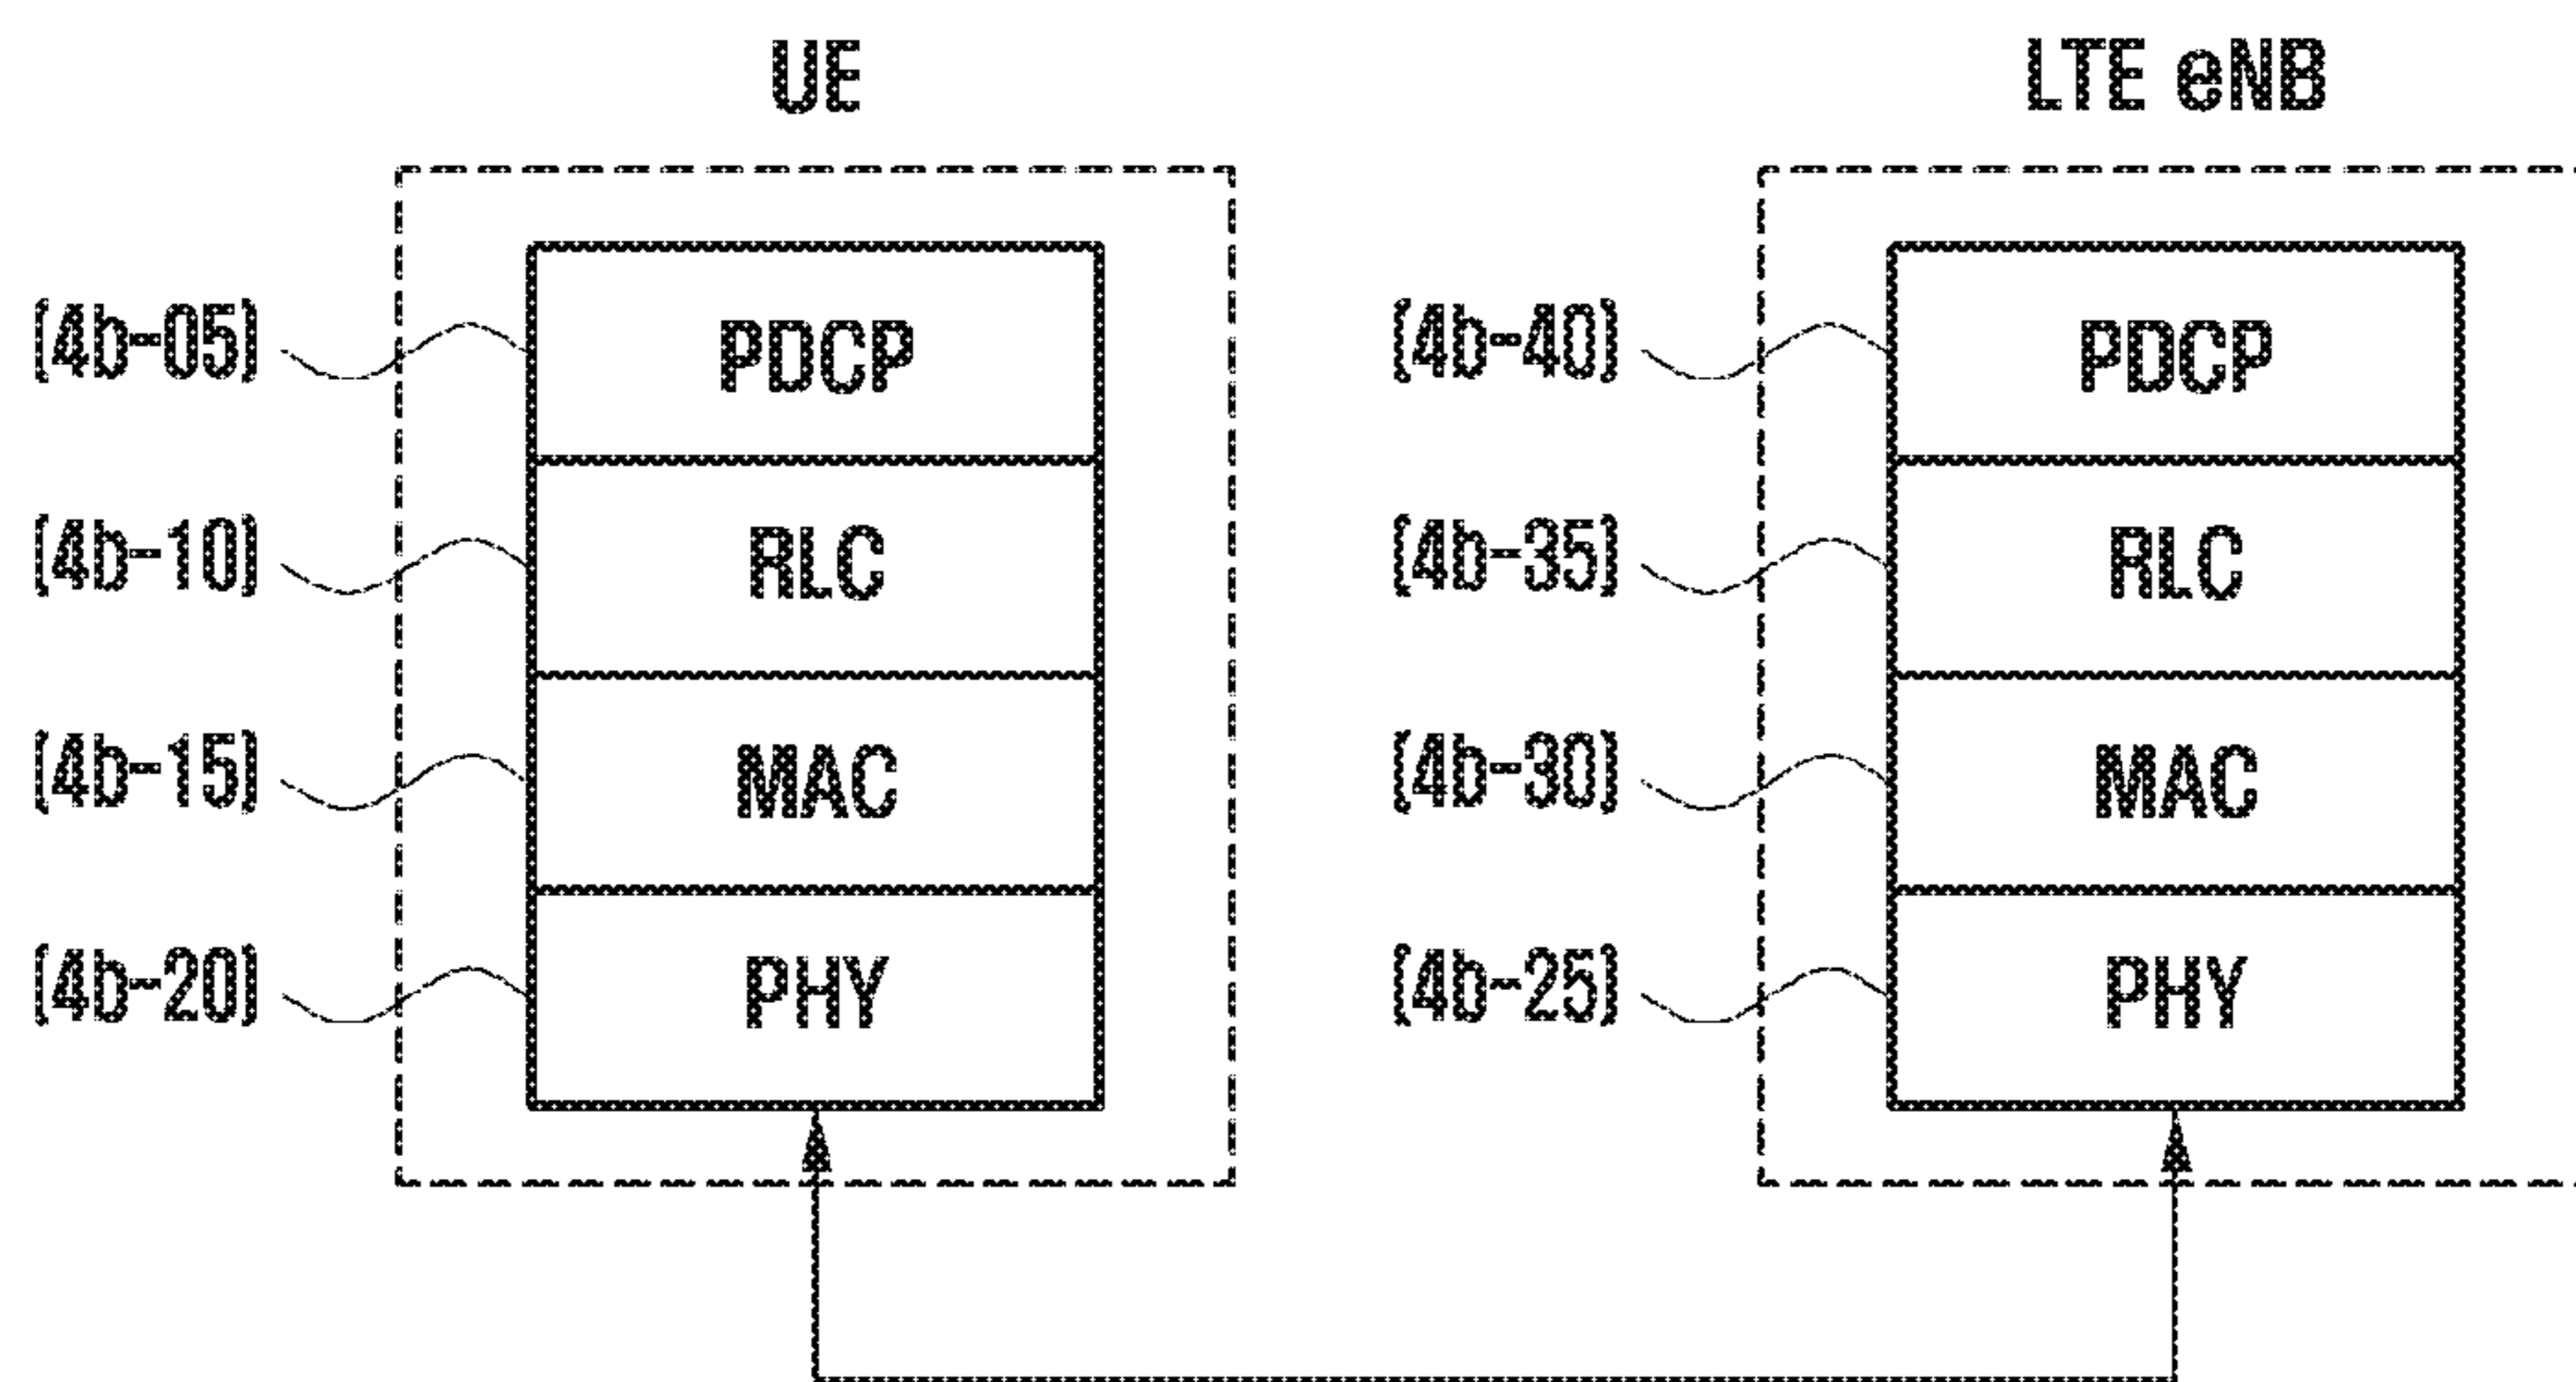 UE
LTE eNB
(4b-05)
PDCP
(4b-40)
PDCP
(4b-10)
RLC
(4b-35)
RLC
(4b-15)
MAC
(4b-30)
MAC
(4b-20)
PHY
(4b-25)
PHY